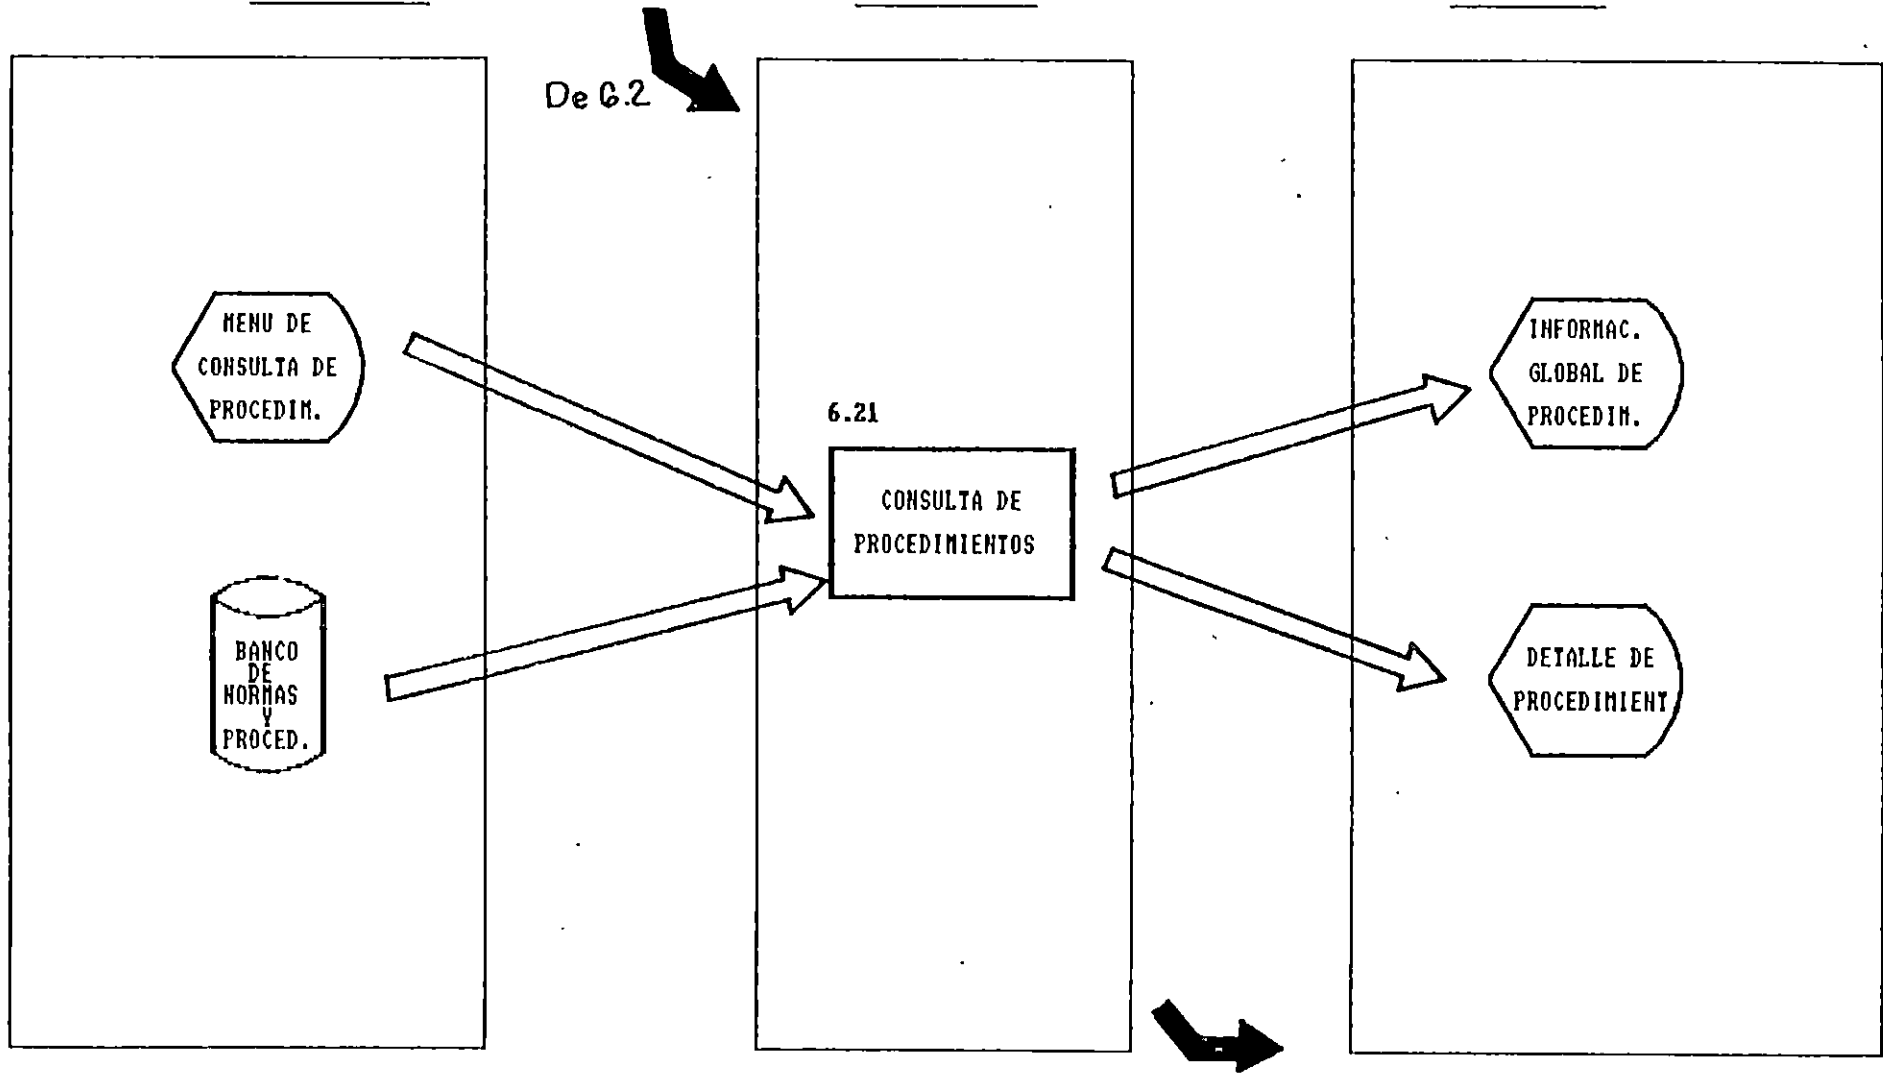 De 6.2
MENU DE
CONSULTA DE
PROCEDIM.
BANCO
DE
NORMAS
Y
PROCED.
6.21
CONSULTA DE
PROCEDIMIENTOS
INFORMAC.
GLOBAL DE
PROCEDIM.
DETALLE DE
PROCEDIMIENT